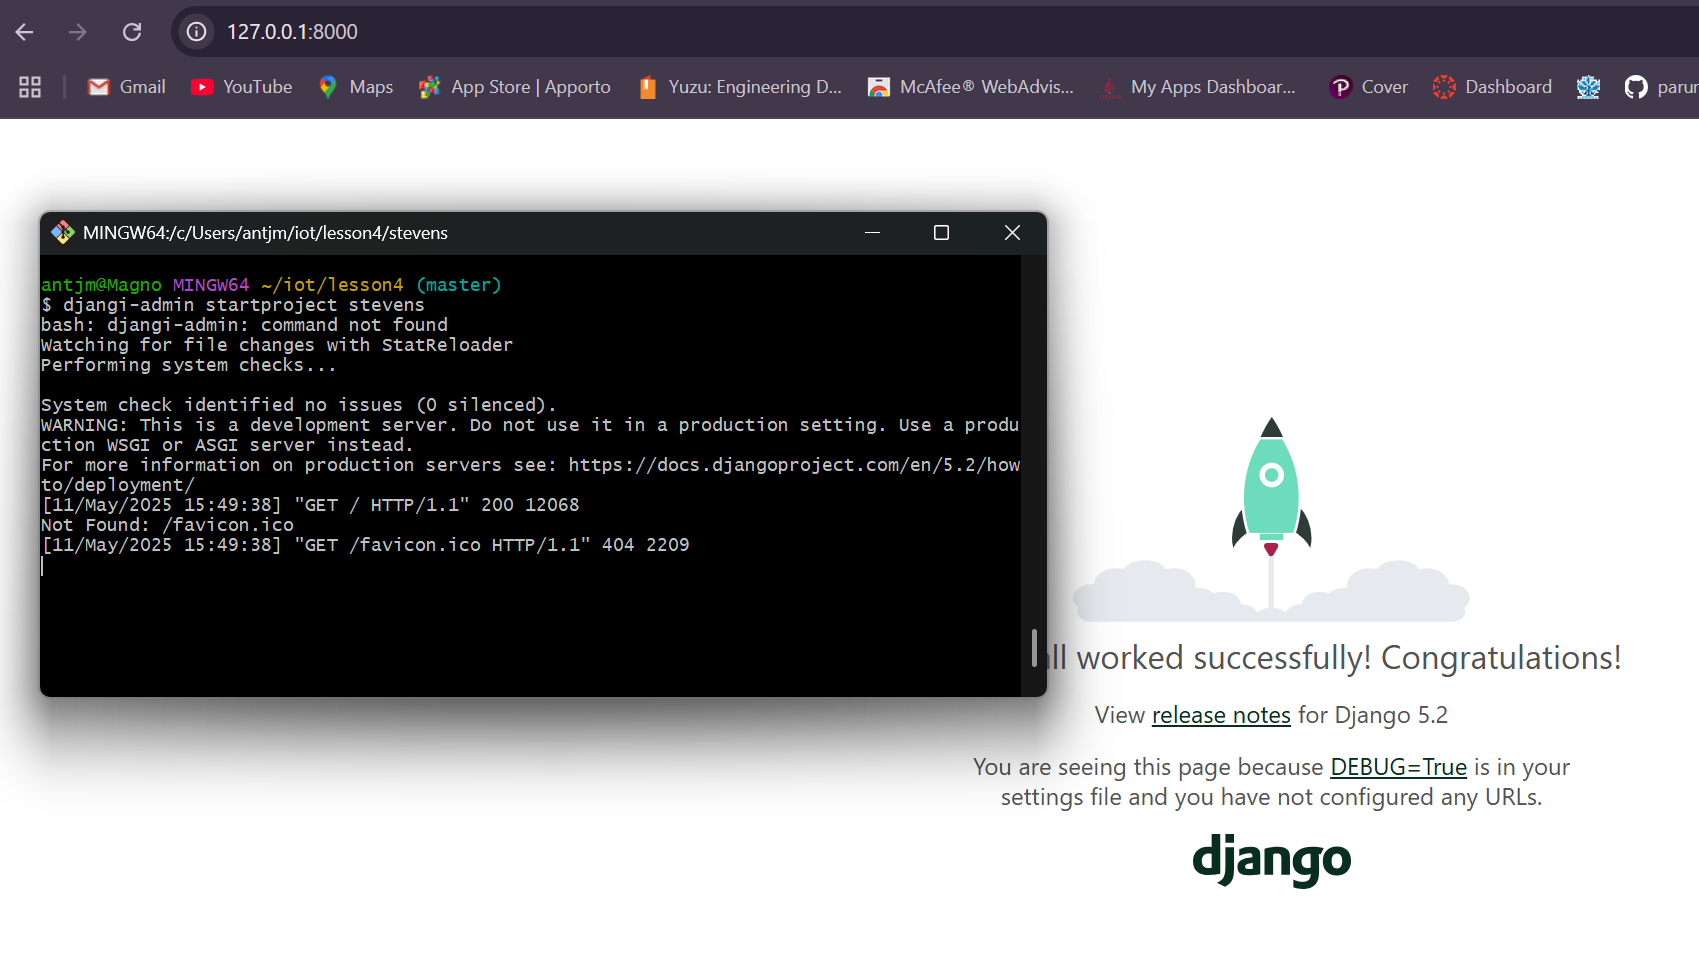 127.0.0.1:8000
Gmail YouTube Maps App Store | Apporto Yuzu: Engineering D... McAfee® WebAdvis... My Apps Dashboar... Cover Dashboard
MINGW64:/c/Users/antjm/iot/lesson4/stevens
antjm@Magno MINGW64 ~/iot/lesson4 (master)
$ djangi-admin startproject stevens
bash: djangi-admin: command not found
Watching for file changes with StatReloader
Performing system checks...
System check identified no issues (0 silenced).
WARNING: This is a development server. Do not use it in a production setting. Use a produ
ction WSGI or ASGI server instead.
For more information on production servers see: https://docs.djangoproject.com/en/5.2/how
to/deployment/
[11/May/2025 15:49:38] "GET / HTTP/1.1" 200 12068
Not Found: /favicon.ico
[11/May/2025 15:49:38] "GET /favicon.ico HTTP/1.1" 404 2209
worked successfully! Congratulations!
View release notes for Django 5.2
You are seeing this page because DEBUG=True is in your
settings file and you have not configured any URLs.
django